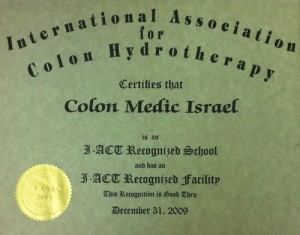 International Association
for
Colon Hydrotherapy
Certifies that
Colon Medic Israel
is an
I-ACT Recognized School
and has an
I-ACT Recognized Facility
This Recognition is Good Thru
December 31, 2009